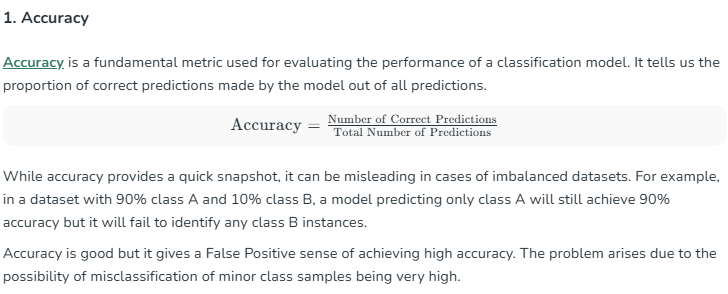 1. Accuracy
Accuracy is a fundamental metric used for evaluating the performance of a classification model. It tells us the
proportion of correct predictions made by the model out of all predictions.
Accuracy = Number of Correct Predictions / Total Number of Predictions
While accuracy provides a quick snapshot, it can be misleading in cases of imbalanced datasets. For example,
in a dataset with 90% class A and 10% class B, a model predicting only class A will still achieve 90%
accuracy but it will fail to identify any class B instances.
Accuracy is good but it gives a False Positive sense of achieving high accuracy. The problem arises due to the
possibility of misclassification of minor class samples being very high.